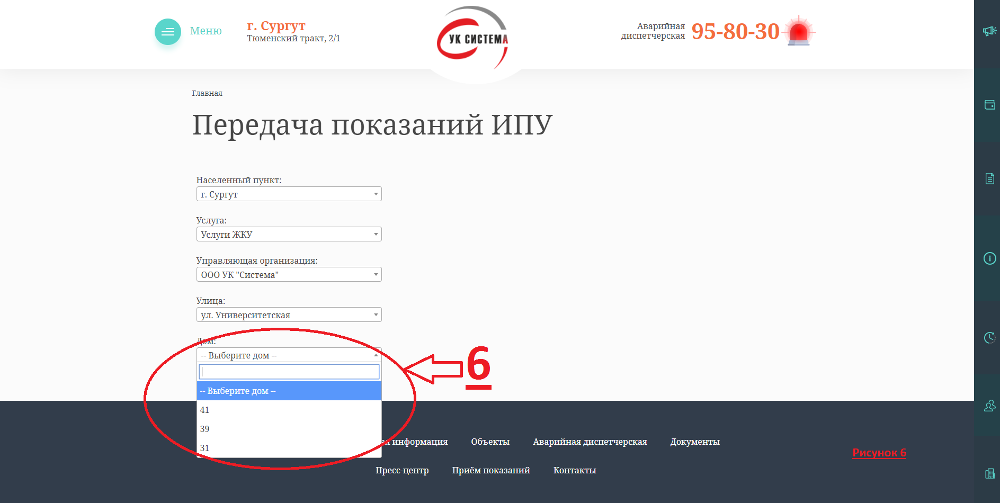 Меню
г. Сургут
Тюменский тракт, 2/1
УК СИСТЕМА
Аварийная
диспетчерская
95-80-30
Главная
Передача показаний ИПУ
Населенный пункт:
г. Сургут
Услуга:
Услуги ЖКУ
Управляющая организация:
ООО УК "Система"
Улица:
ул. Университетская
Дом:
-- Выберите дом --
6
-- Выберите дом --
41
39
31
информация Объекты Аварийная диспетчерская Документы
Рисунок 6
Пресс-центр Приём показаний Контакты